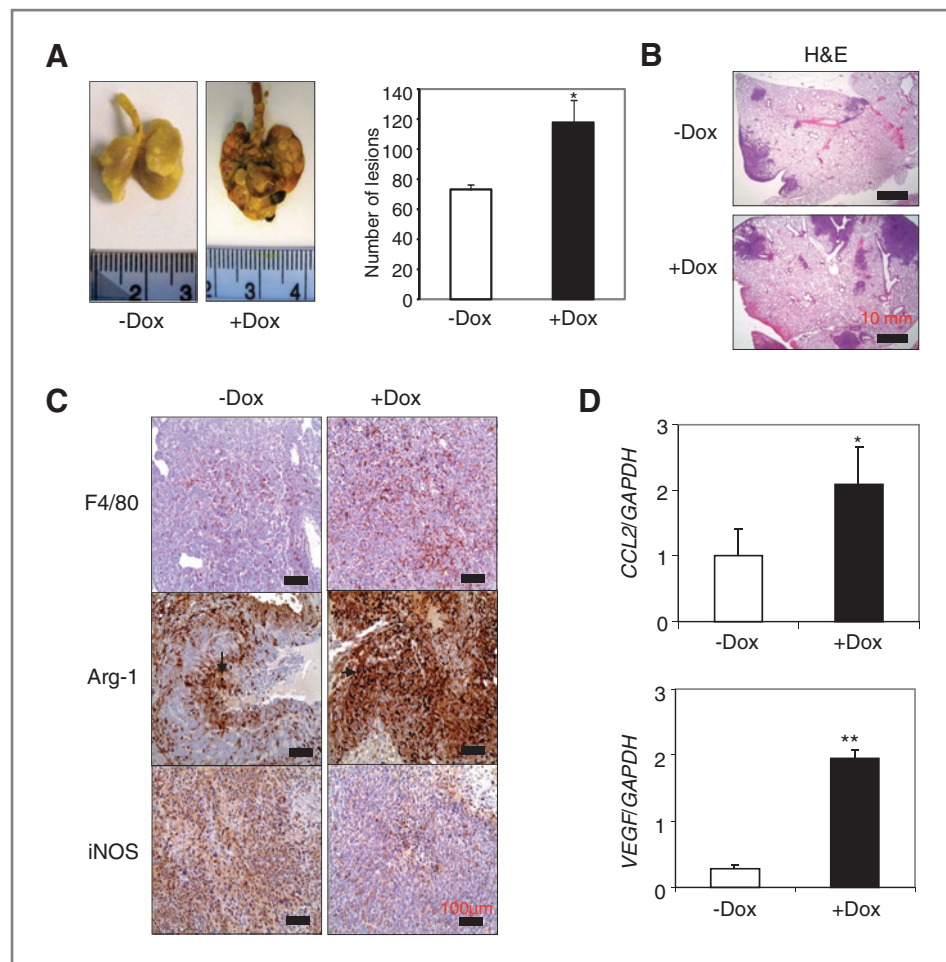 A
-Dox
+Dox
2
3
2
3
4
Number of lesions
140
120
100
80
60
40
20
0
*
-Dox
+Dox
B
H&E
-Dox
+Dox
10 mm
C
-Dox
+Dox
F4/80
Arg-1
iNOS
100μm
D
CCL2/GAPDH
3
2
1
0
*
-Dox
+Dox
VEGF/GAPDH
3
2
1
0
**
-Dox
+Dox